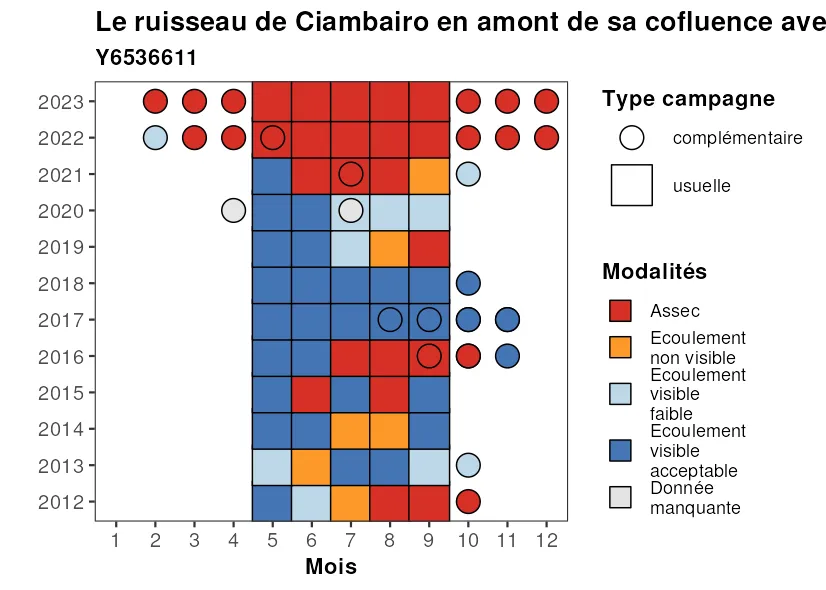 Le ruisseau de Ciambairo en amont de sa cofluence ave
Y6536611
2023
2022
2021
2020
2019
2018
2017
2016
2015
2014
2013
2012
1 2 3 4 5 6 7 8 9 10 11 12
Mois
Type campagne
complémentaire
usuelle
Modalités
Assec
Ecoulement
non visible
Ecoulement
visible
faible
Ecoulement
visible
acceptable
Donnée
manquante